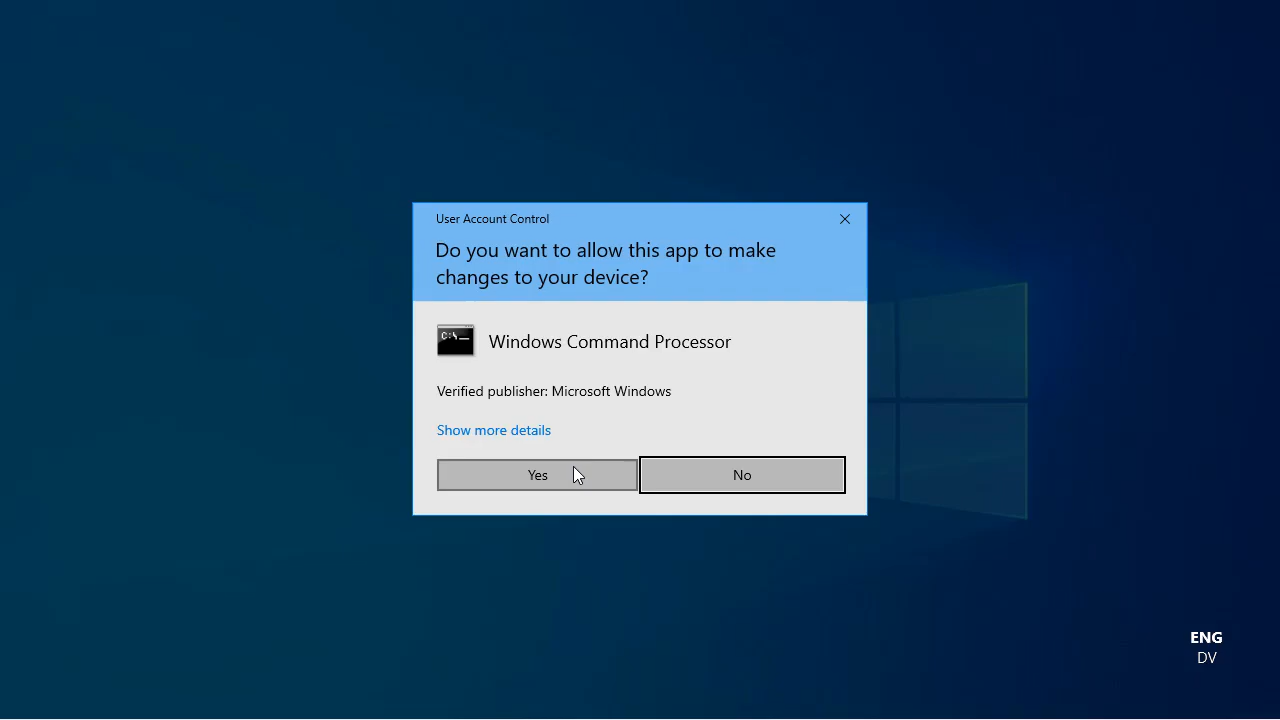 User Account Control
Do you want to allow this app to make
changes to your device?
C:\_
Windows Command Processor
Verified publisher: Microsoft Windows
Show more details
Yes
No
ENG
DV